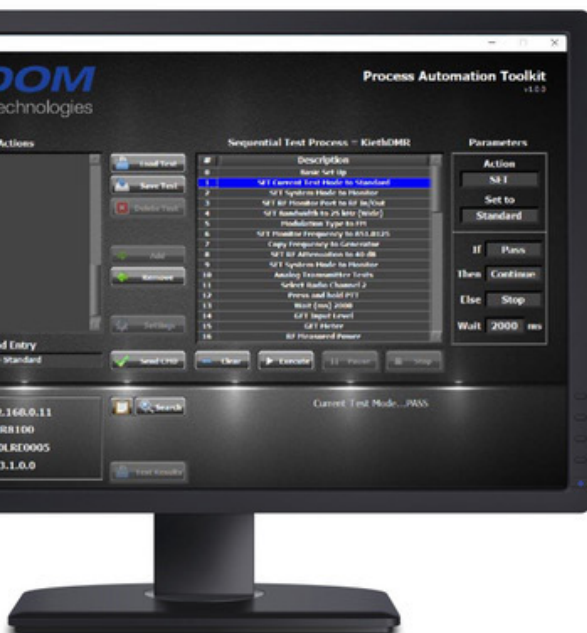 OOM
echnologies
Process Automation Toolkit
v1.0.0
Actions
Sequential Test Process = KiethDMR
Parameters
Load Test
Save Test
Delete Test
Add
Remove
Settings
# Description
0 Basic Set Up
1 SET Current Test Mode to Standard
2 SET System Mode to Monitor
3 SET RF Monitor Port to RF In/Out
4 SET Bandwidth to 25 kHz (Wide)
5 Modulation Type to FM
6 SET Monitor Frequency to 851.0125
7 Copy Frequency to Generator
8 SET RF Attenuation to 40 dB
9 SET System Mode to Monitor
10 Analog Transmitter Tests
11 Select Radio Channel 2
12 Press and hold PTT
13 Wait (ms) 2000
14 GET Input Level
15 GET Meter
16 RF Measured Power
Action
SET
Set to
Standard
If Pass
Then Continue
Else Stop
Wait 2000 ms
d Entry
Standard
Send CMD
Clear
Execute
Pause
Stop
.168.0.11
R8100
DLRE0005
3.1.0.0
Search
Test Results
Current Test Mode...PASS